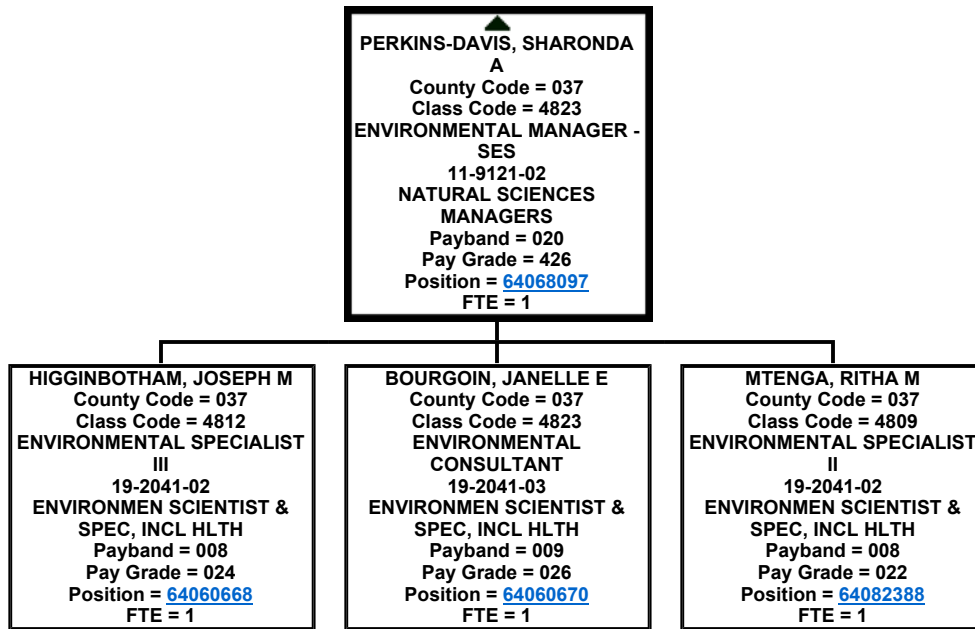 PERKINS-DAVIS, SHARONDA
A
County Code = 037
Class Code = 4823
ENVIRONMENTAL MANAGER -
SES
11-9121-02
NATURAL SCIENCES
MANAGERS
Payband = 020
Pay Grade = 426
Position = 64068097
FTE = 1
HIGGINBOTHAM, JOSEPH M
County Code = 037
Class Code = 4812
ENVIRONMENTAL SPECIALIST
III
19-2041-02
ENVIRONMEN SCIENTIST &
SPEC, INCL HLTH
Payband = 008
Pay Grade = 024
Position = 64060668
FTE = 1
BOURGOIN, JANELLE E
County Code = 037
Class Code = 4823
ENVIRONMENTAL
CONSULTANT
19-2041-03
ENVIRONMEN SCIENTIST &
SPEC, INCL HLTH
Payband = 009
Pay Grade = 026
Position = 64060670
FTE = 1
MTENGA, RITHA M
County Code = 037
Class Code = 4809
ENVIRONMENTAL SPECIALIST
II
19-2041-02
ENVIRONMEN SCIENTIST &
SPEC, INCL HLTH
Payband = 008
Pay Grade = 022
Position = 64082388
FTE = 1